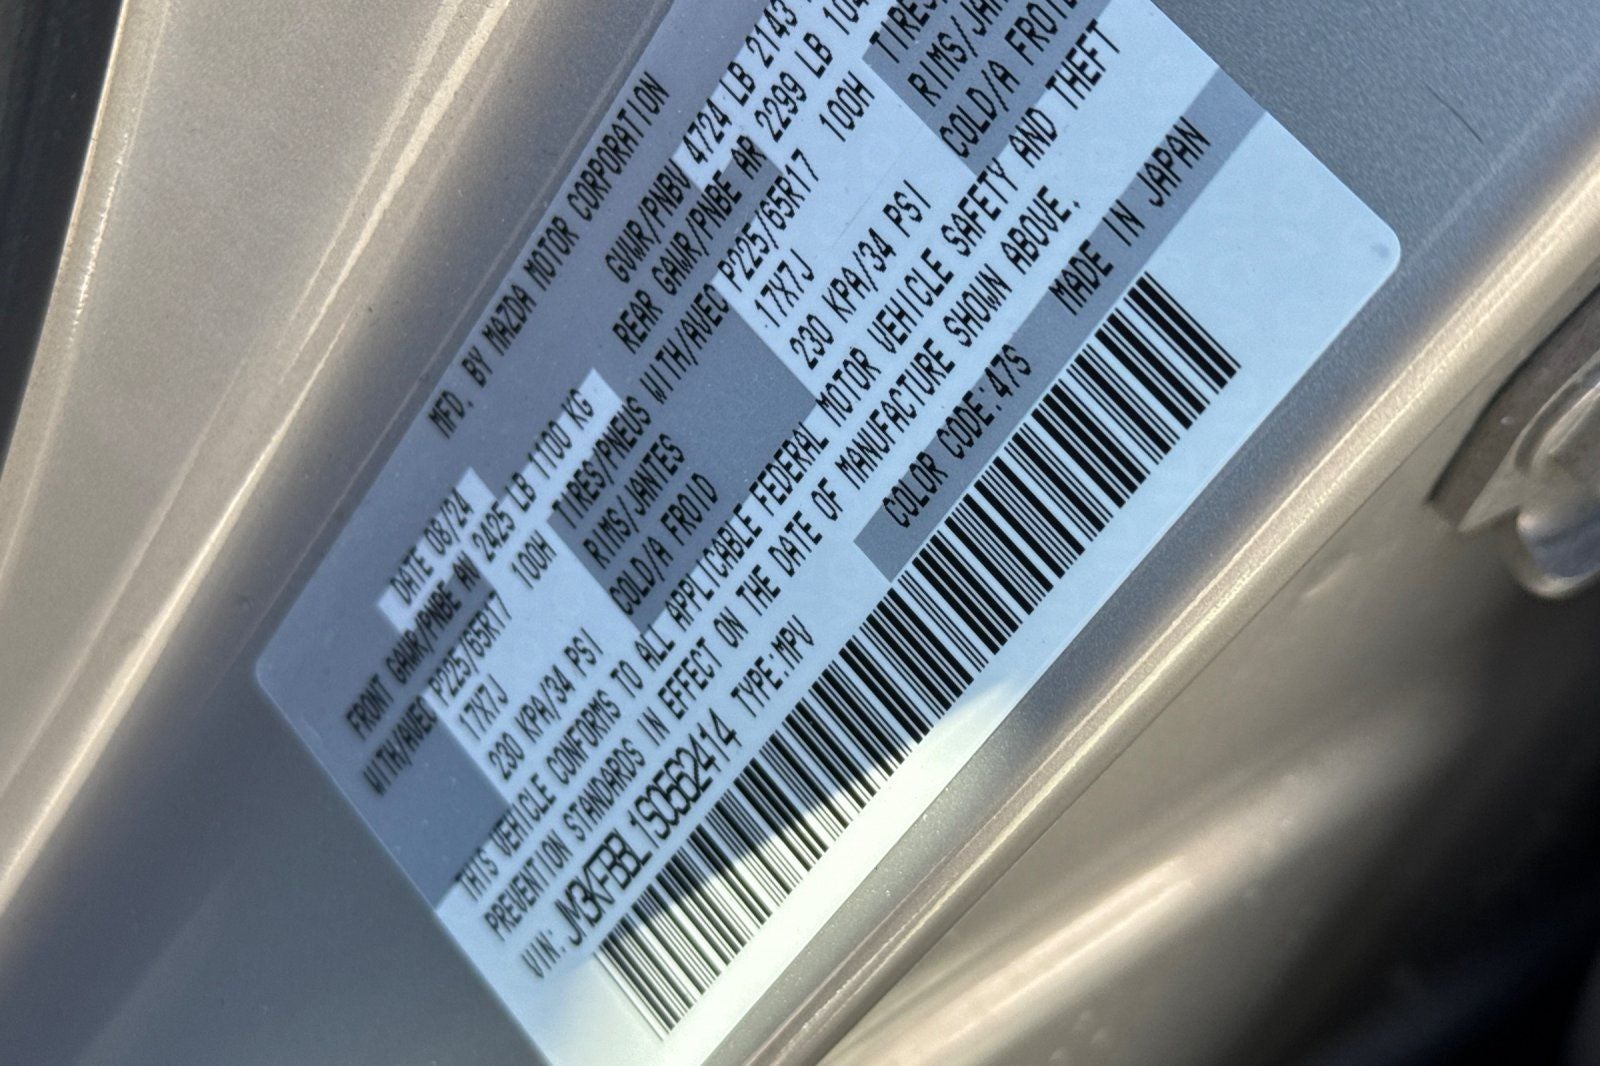 MFD. BY MAZDA MOTOR CORPORATION
DATE 08/24 GVWR/PNBV 4724 LB 2143
FRONT GAWR/PNBE AV 2425 LB 1100 KG REAR GAWR/PNBE AR 2299 LB
WITH/AVEC P225/65R17 100H TIRES/PNEUS WITH/AVEC P225/65R17 100H
17X7J RIMS/JANTES 17X7J
230 KPA/34 PSI COLD/A FROID 230 KPA/34 PSI COLD/A
THIS VEHICLE CONFORMS TO ALL APPLICABLE FEDERAL MOTOR VEHICLE SAFETY AND THEFT
PREVENTION STANDARDS IN EFFECT ON THE DATE OF MANUFACTURE SHOWN ABOVE.
VIN: JM3KFBBL1S0562414 TYPE:MPV COLOR CODE:47S MADE IN JAPAN